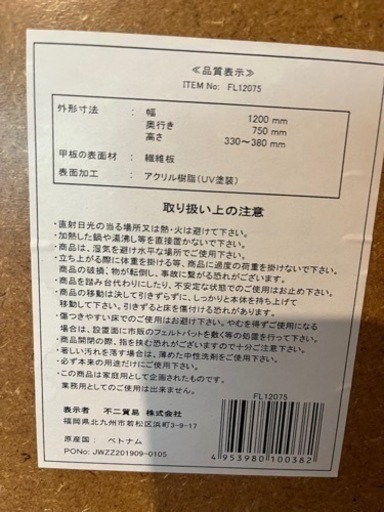 ≪品質表示≫
ITEM No: FL12075
外形寸法 : 幅 1200 mm
奥行き 750 mm
高さ 330～380 mm
甲板の表面材 : 繊維板
表面加工 : アクリル樹脂(UV塗装)
取り扱い上の注意
・直射日光の当る場所又は熱・火は避けて下さい。
・加熱した鍋や湯沸し等を直接置かないで下さい。
・商品は、湿気を避け水平な場所でご使用下さい。
・立ち上がる際に体重を掛ける等、商品に過度の荷重を掛けないで下さい。
商品の破損、物が転倒し、事故に繋がる恐れがございます。
・商品を踏み台代わりにしたり、不安定な状態でのご使用はおやめ下さい。
・商品の移動は決して引きずらずに、しっかりと本体を持ち上げて
移動して下さい。引きずると床を傷付ける恐れがあります。
・傷つきやすい床でのご使用はお避け下さい。やむを得ずご使用になる
場合は、設置面に市販のフェルトパットを敷く等の処置を行って下さい。
・商品開閉の際、指を挟む恐れがございますので十分ご注意下さい。
・著しい汚れを落す場合は、薄めた中性洗剤をご使用下さい。
・必ず本来の用途だけにご使用下さい。
・この商品は家庭用として企画されたものです。
業務用としてのご使用は出来ません。
表示者 不二貿易 株式会社
福岡県北九州市若松区浜町3-9-17
原産国 : ベトナム
PONo: JWZZ201909-0105
FL12075
4953980100382